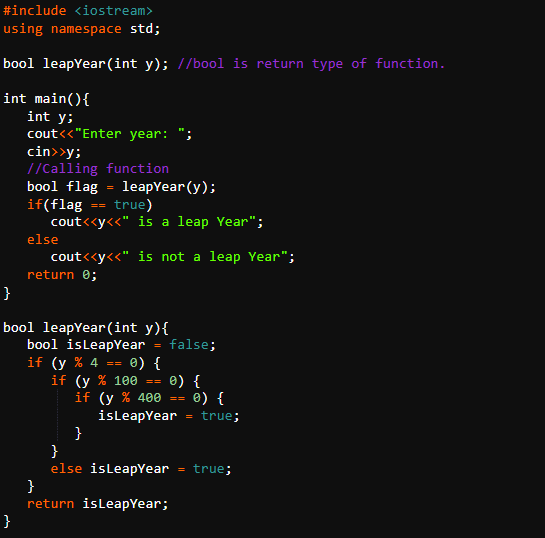 #include <iostream>
using namespace std;

bool leapYear(int y); //bool is return type of function.

int main(){
   int y;
   cout<<"Enter year: ";
   cin>>y;
   //Calling function
   bool flag = leapYear(y);
   if(flag == true)
      cout<<y<<" is a leap Year";
   else
      cout<<y<<" is not a leap Year";
   return 0;
}

bool leapYear(int y){
   bool isLeapYear = false;
   if (y % 4 == 0) {
      if (y % 100 == 0) {
         if (y % 400 == 0) {
            isLeapYear = true;
         }
      }
      else isLeapYear = true;
   }
   return isLeapYear;
}